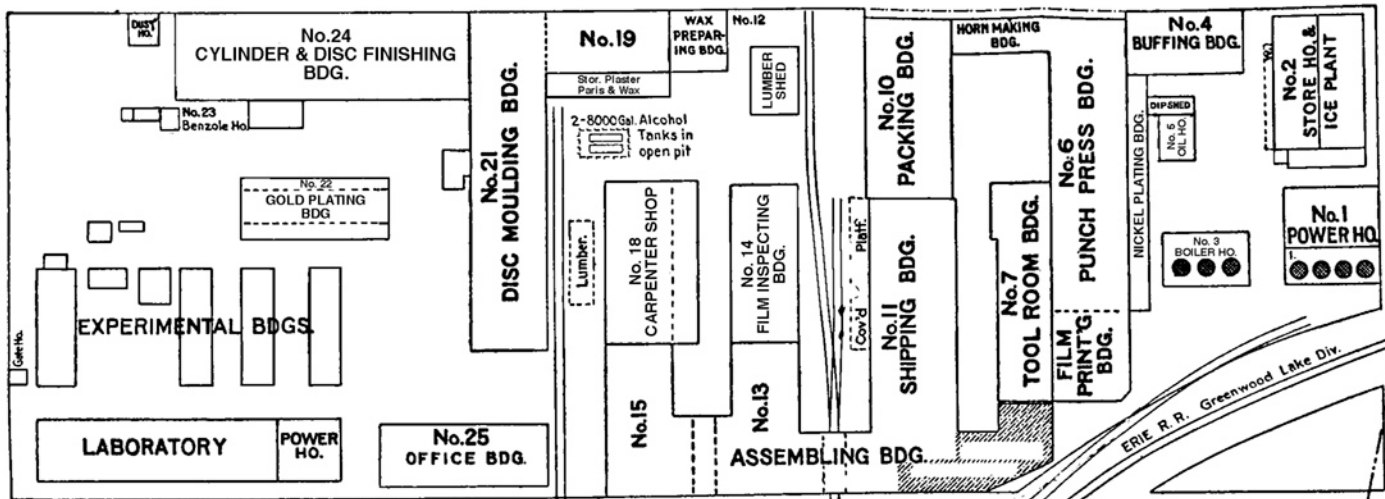 DUST
HO.
No.24
CYLINDER & DISC FINISHING
BDG.
No.23
Benzole Ho.
No. 22
GOLD PLATING
BDG
EXPERIMENTAL BDGS.
Gate Ho.
LABORATORY
POWER
HO.
No.25
OFFICE BDG.
No.21
DISC MOULDING BDG.
No.19
Stor. Plaster
Paris & Wax
WAX
PREPAR-
ING BDG.
No.12
LUMBER
SHED
2-8000 Gal. Alcohol
Tanks in
open pit
Lumber.
No. 18
CARPENTER SHOP
No. 14
FILM INSPECTING
BDG.
No.15
No.13
ASSEMBLING BDG.
No.10
PACKING BDG.
Platf.
Cov'd
No.11
SHIPPING BDG.
HORN MAKING
BDG.
No.6
PUNCH PRESS BDG.
No.7
TOOL ROOM BDG.
FILM
PRINT'G
BDG.
No.4
BUFFING BDG.
NICKEL PLATING BDG.
DIP SHED
OIL HO.
No.2
STORE HO. &
ICE PLANT
No. 3
BOILER HO.
No.1
POWER HO.
1.
ERIE R. R. Greenwood Lake Div.